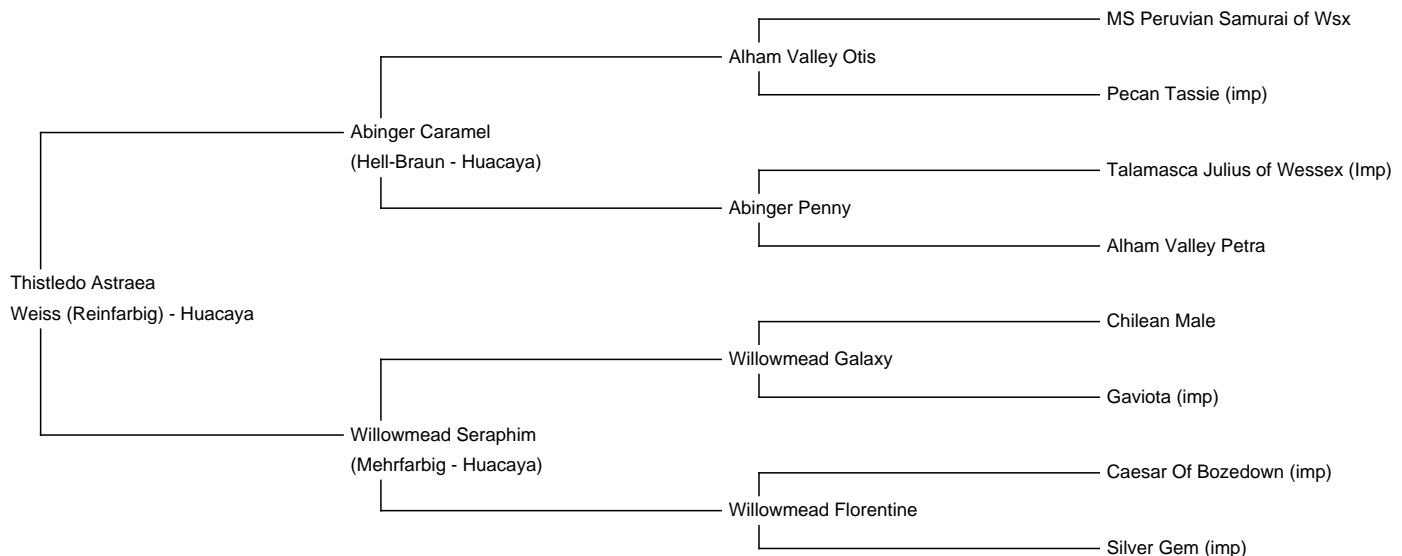 MS Peruvian Samurai of Wsx
Alham Valley Otis
Pecan Tassie (imp)
Abinger Caramel
(Hell-Braun - Huacaya)
Talamasca Julius of Wessex (Imp)
Abinger Penny
Alham Valley Petra
Thistledo Astraea
Weiss (Reinfarbig) - Huacaya
Chilean Male
Willowmead Galaxy
Gaviota (imp)
Willowmead Seraphim
(Mehrfarbig - Huacaya)
Caesar Of Bozedown (imp)
Willowmead Florentine
Silver Gem (imp)